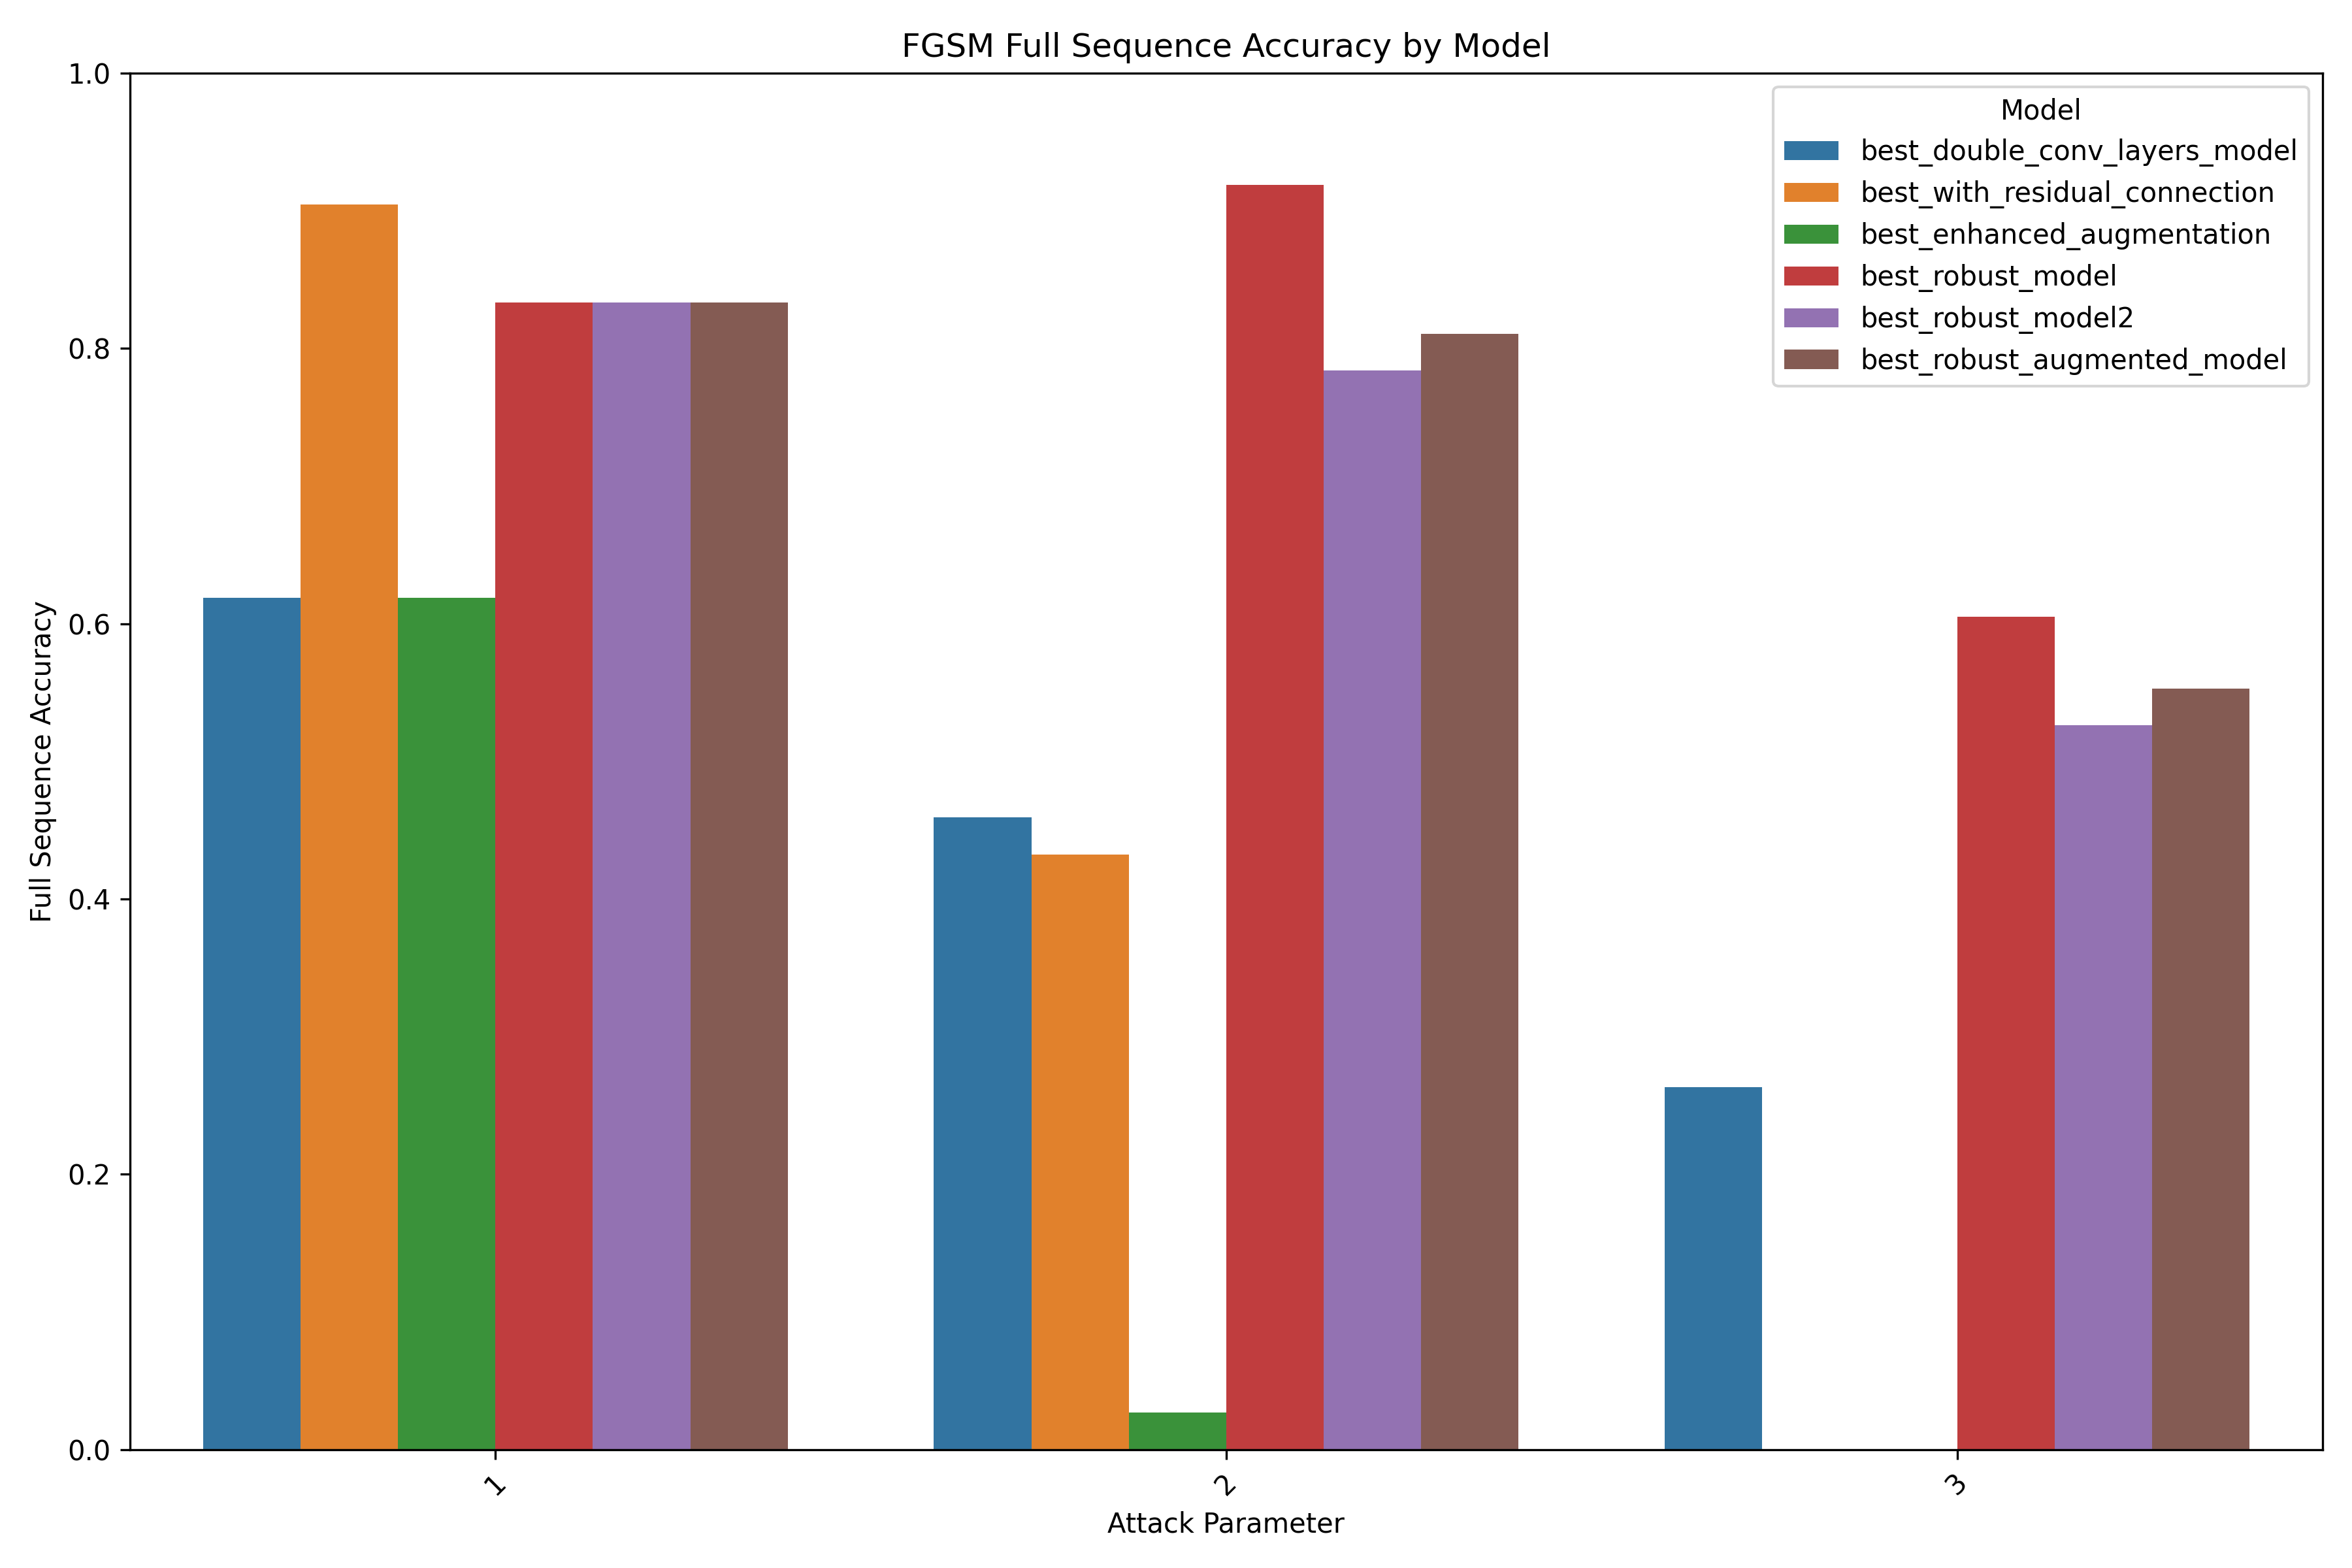 FGSM Full Sequence Accuracy by Model
Full Sequence Accuracy
1.0
0.8
0.6
0.4
0.2
0.0
Model
best_double_conv_layers_model
best_with_residual_connection
best_enhanced_augmentation
best_robust_model
best_robust_model2
best_robust_augmented_model
1
2
3
Attack Parameter